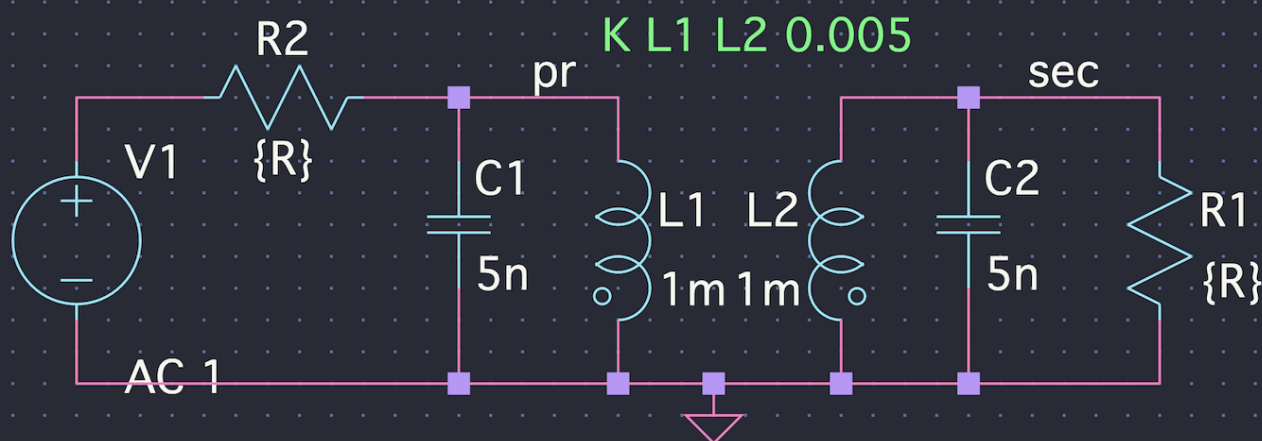 K L1 L2 0.005
R2
pr
sec
V1
{R}
C1
C2
L1
L2
R1
5n
1m
1m
5n
{R}
AC 1